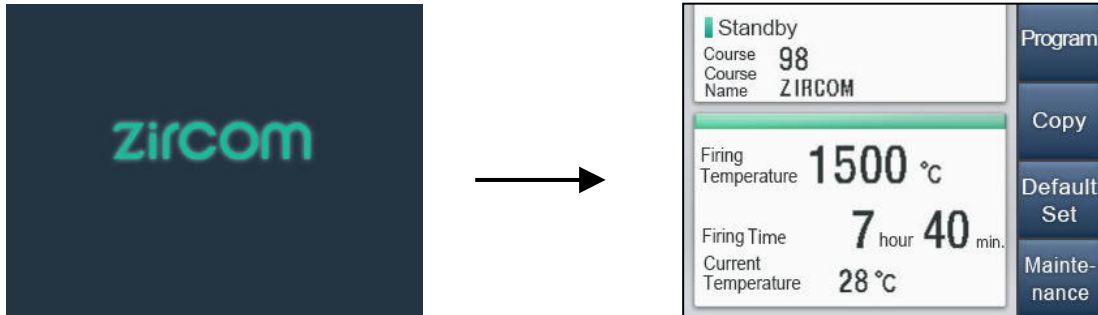 zircom
Standby
Course 98
Course
Name ZIRCOM
Firing
Temperature 1500 °C
Firing Time 7 hour 40 min.
Current
Temperature 28 °C
Program
Copy
Default
Set
Mainte-
nance